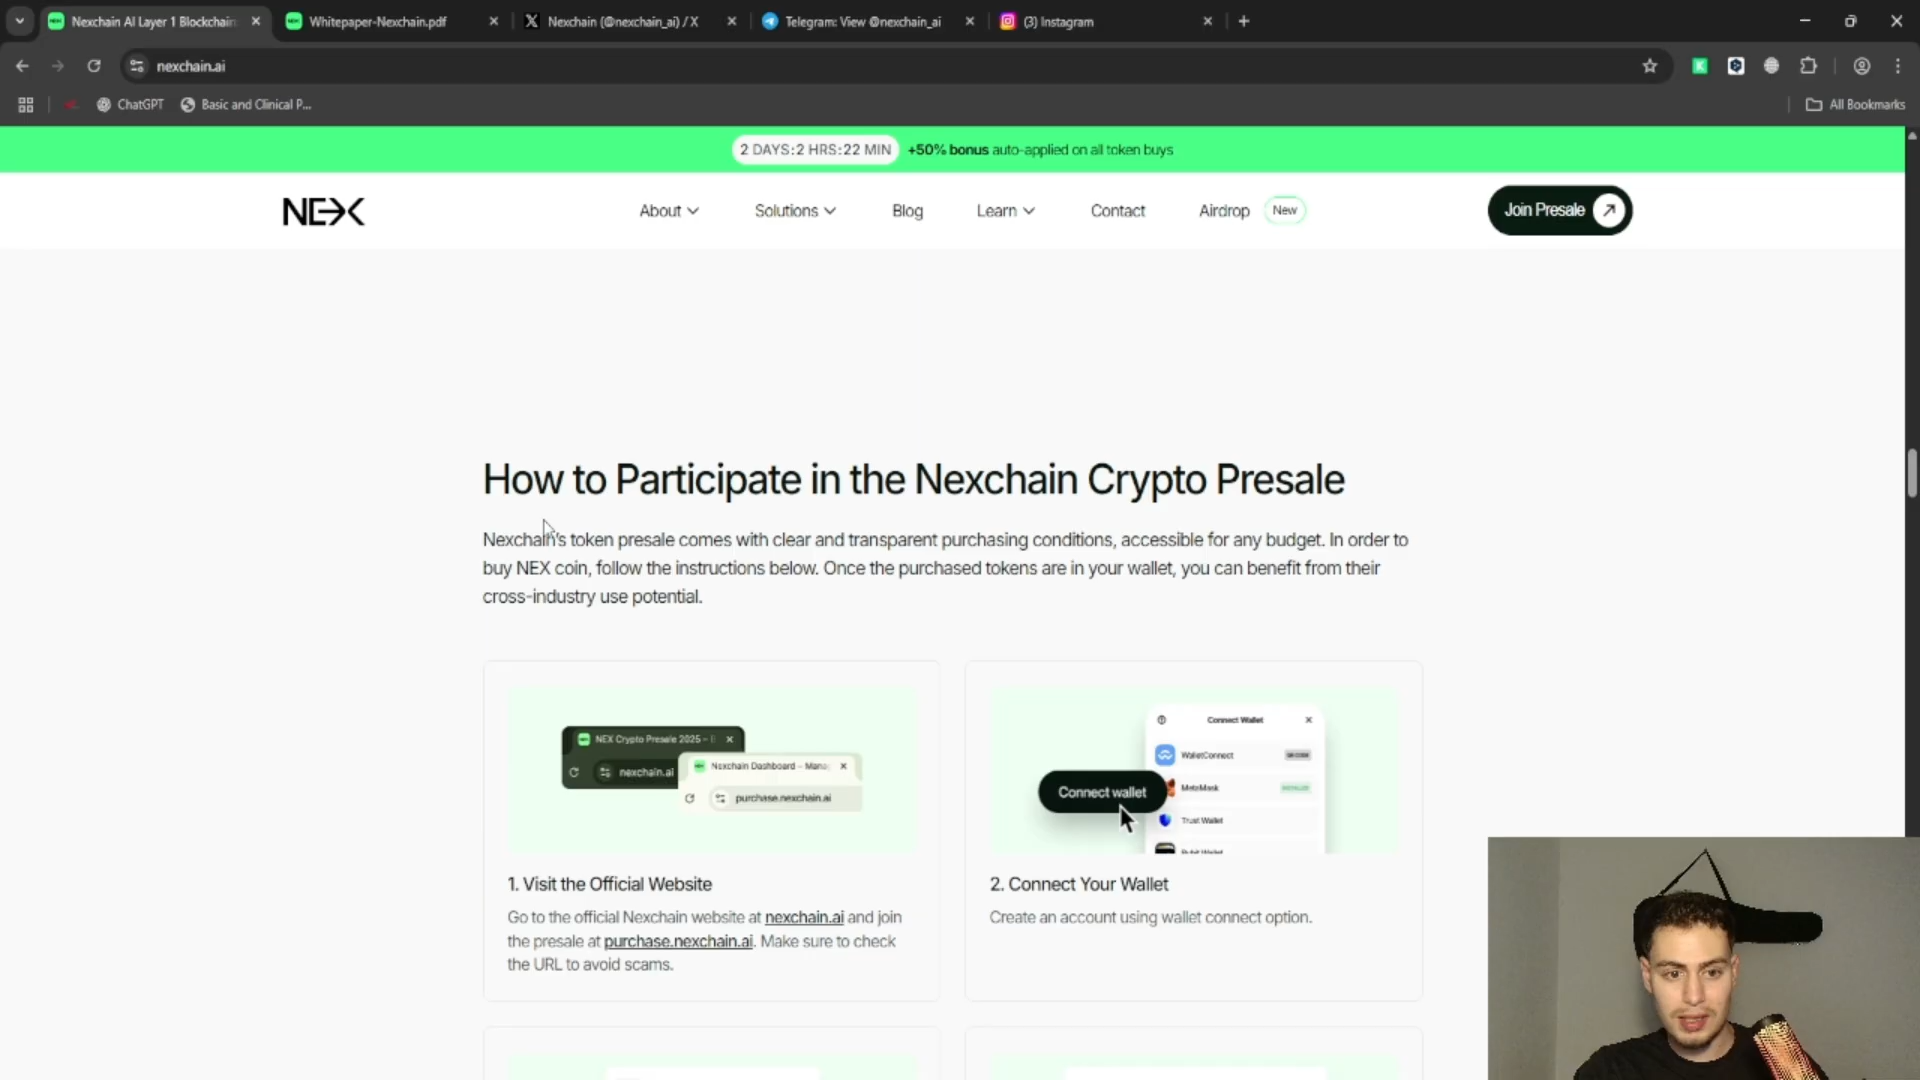 Nexchain AI Layer 1 Blockchain
Whitepaper-Nexchain.pdf
Nexchain (@nexchain_ai) / X
Telegram: View @nexchain_ai
(3) Instagram
nexchain.ai
ChatGPT
Basic and Clinical P...
All Bookmarks
2 DAYS:2 HRS:22 MIN +50% bonus auto-applied on all token buys
NEX
About
Solutions
Blog
Learn
Contact
Airdrop
New
Join Presale
How to Participate in the Nexchain Crypto Presale
Nexchain's token presale comes with clear and transparent purchasing conditions, accessible for any budget. In order to
buy NEX coin, follow the instructions below. Once the purchased tokens are in your wallet, you can benefit from their
cross-industry use potential.
NEX Crypto Presale 2025 –
nexchain.ai
Nexchain Dashboard – Mana
purchase.nexchain.ai
Connect Wallet
WalletConnect
QR CODE
MetaMask
INSTALLED
Trust Wallet
Connect wallet
1. Visit the Official Website
Go to the official Nexchain website at nexchain.ai and join
the presale at purchase.nexchain.ai. Make sure to check
the URL to avoid scams.
2. Connect Your Wallet
Create an account using wallet connect option.